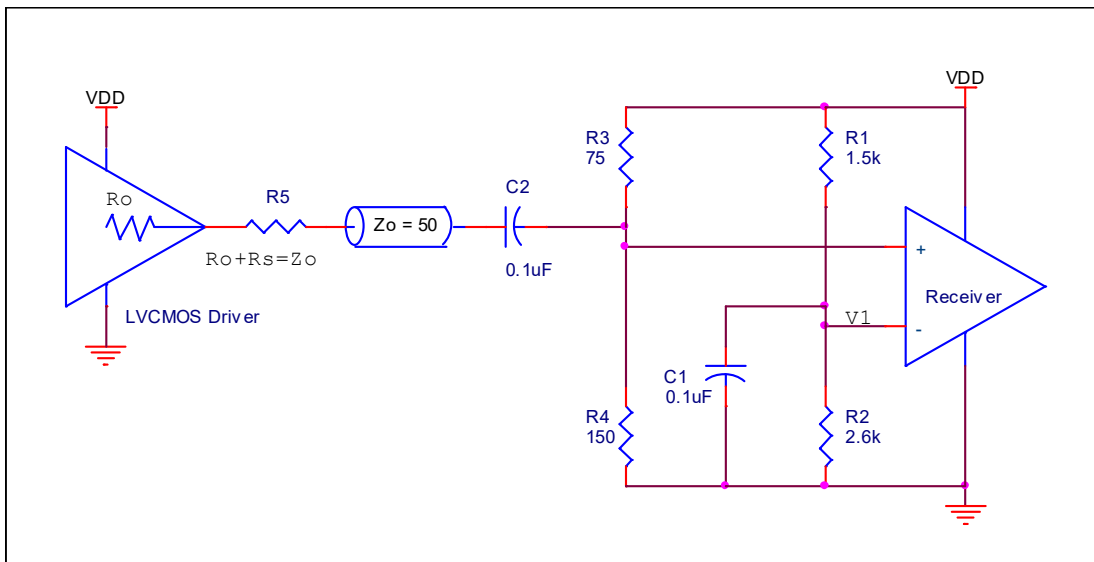 VDD
Ro
R5
Ro+Rs=Zo
LVCMOS Driver
Zo = 50
C2
0.1uF
R3
75
R4
150
VDD
R1
1.5k
C1
0.1uF
V1
R2
2.6k
+
-
Receiver